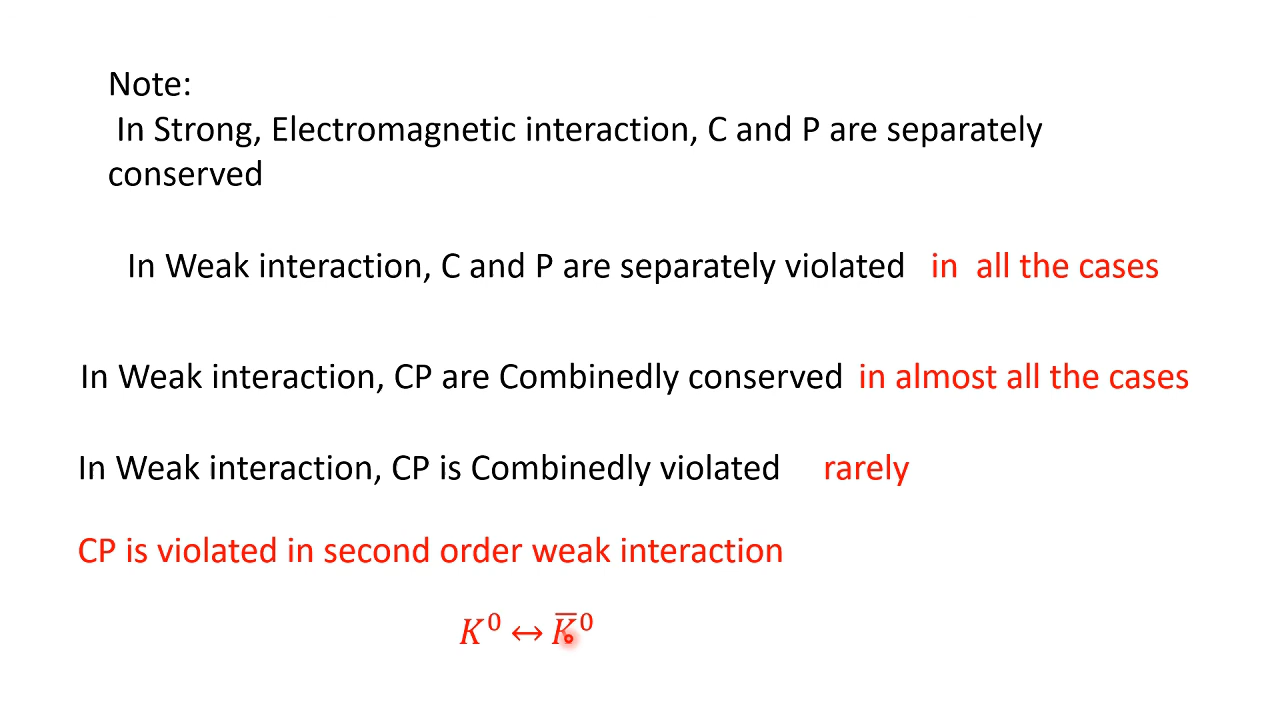 Note:
In Strong, Electromagnetic interaction, C and P are separately
conserved
In Weak interaction, C and P are separately violated in all the cases
In Weak interaction, CP are Combinedly conserved in almost all the cases
In Weak interaction, CP is Combinedly violated rarely
CP is violated in second order weak interaction
K⁰ ↔ K̅⁰